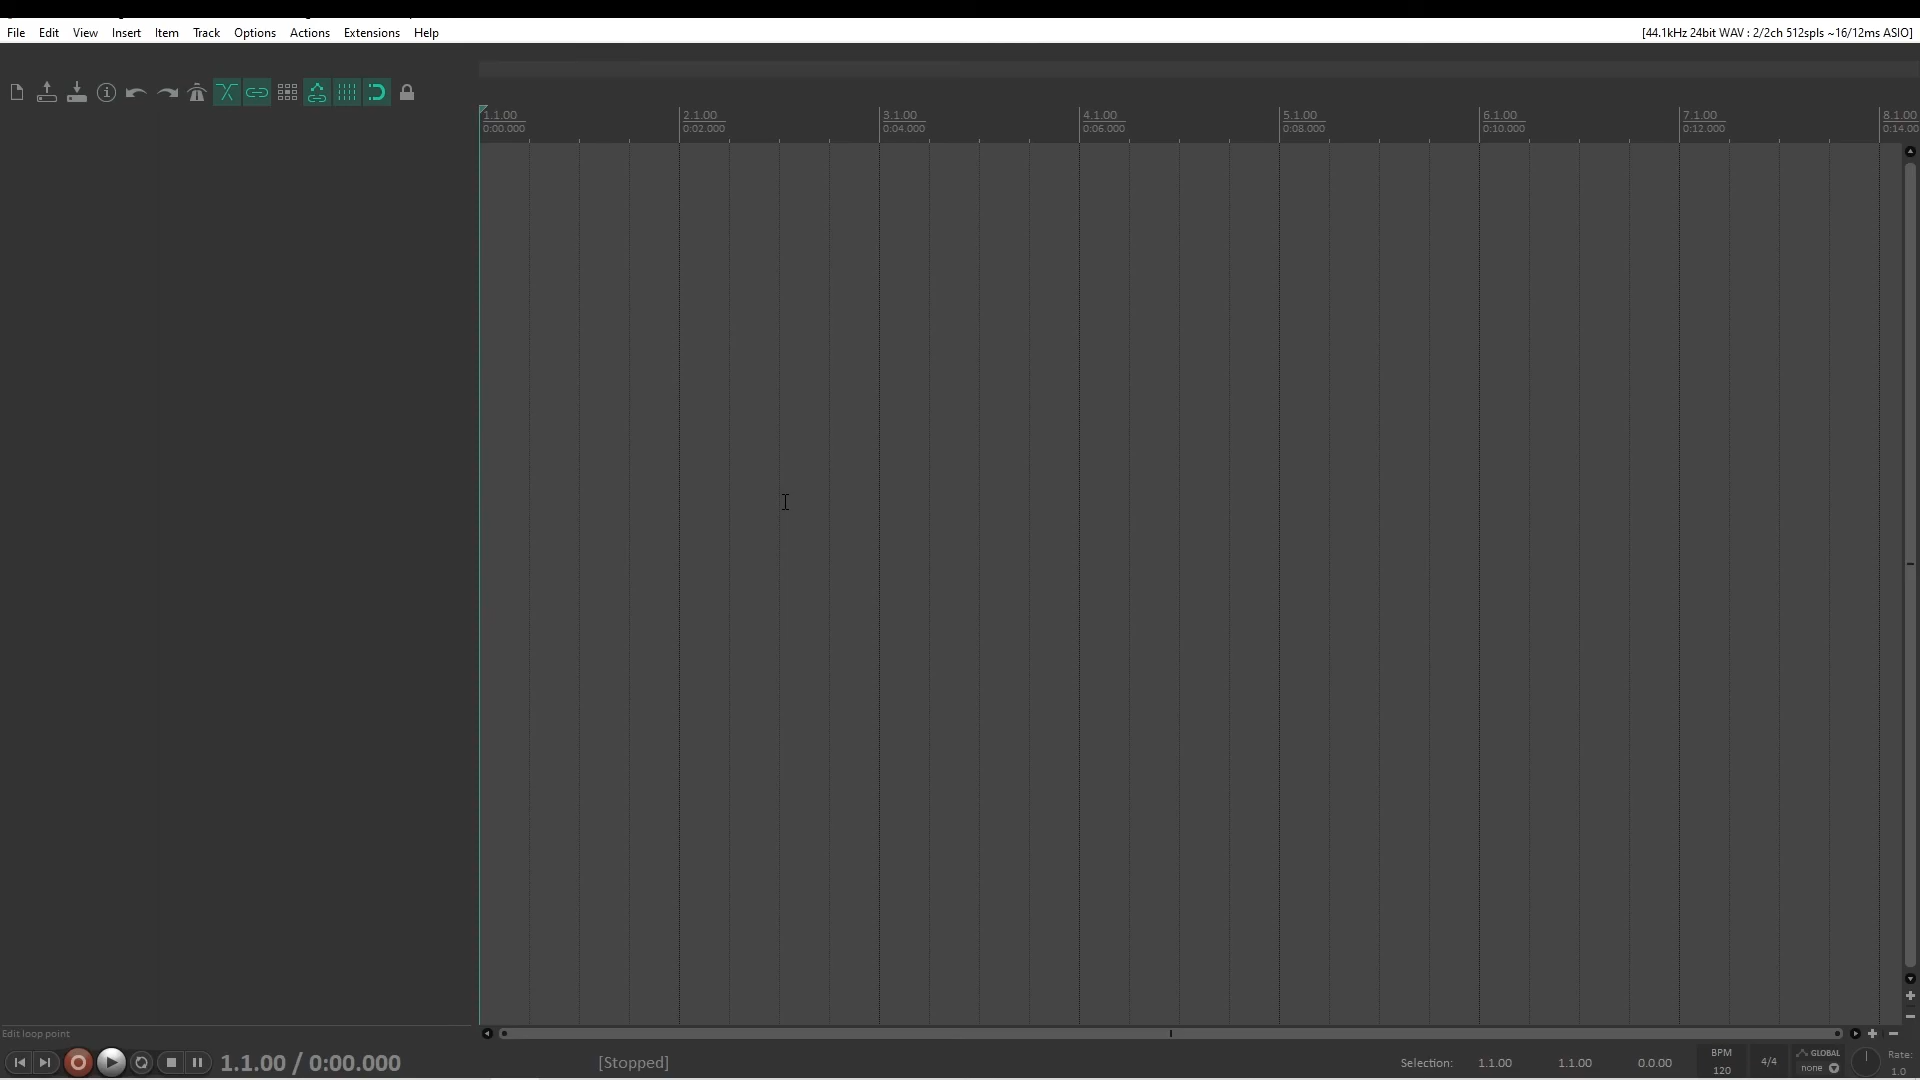 File Edit View Insert Item Track Options Actions Extensions Help [44.1kHz 24bit WAV : 2/2ch 512spls ~16/12ms ASIO]
1.1.00 2.1.00 3.1.00 4.1.00 5.1.00 6.1.00 7.1.00 8.1.00
0:00.000 0:02.000 0:04.000 0:06.000 0:08.000 0:10.000 0:12.000 0:14.00
Edit loop point
1.1.00 / 0:00.000 [Stopped] Selection: 1.1.00 1.1.00 0.0.00
BPM
120
4/4
GLOBAL
none
Rate:
1.0